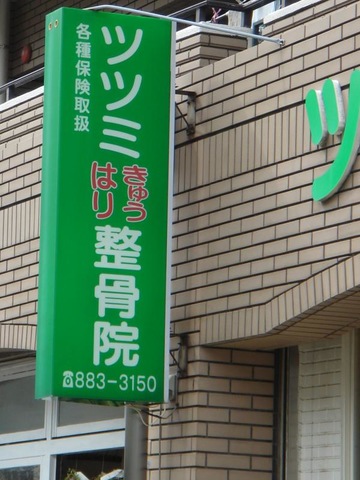 各種保険取扱
ツツミ
はり
きゅう
整骨院
☎883-3150
ツ